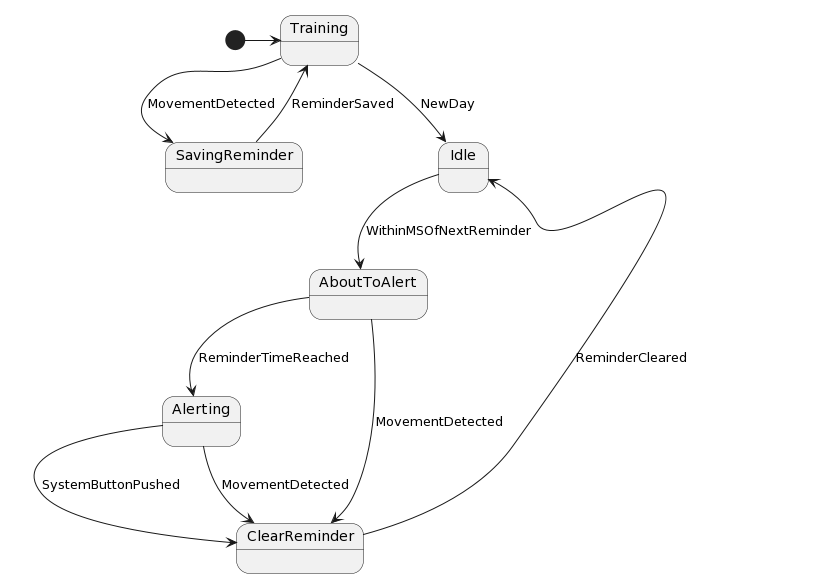 Training
MovementDetected
ReminderSaved
NewDay
SavingReminder
Idle
WithinMSOfNextReminder
AboutToAlert
ReminderTimeReached
ReminderCleared
Alerting
MovementDetected
SystemButtonPushed
MovementDetected
ClearReminder